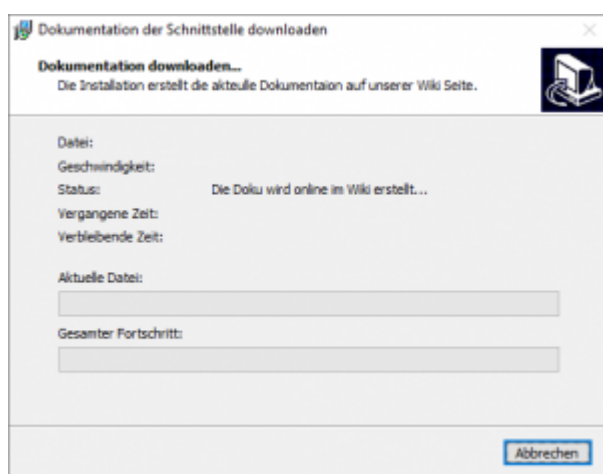 Dokumentation der Schnittstelle downloaden
Dokumentation downloaden...
Die Installation erstellt die akteulle Dokumentaion auf unserer Wiki Seite.
Datei:
Geschwindigkeit:
Status: Die Doku wird online im Wiki erstellt...
Vergangene Zeit:
Verbleibende Zeit:
Aktuelle Datei:
Gesamter Fortschritt:
Abbrechen